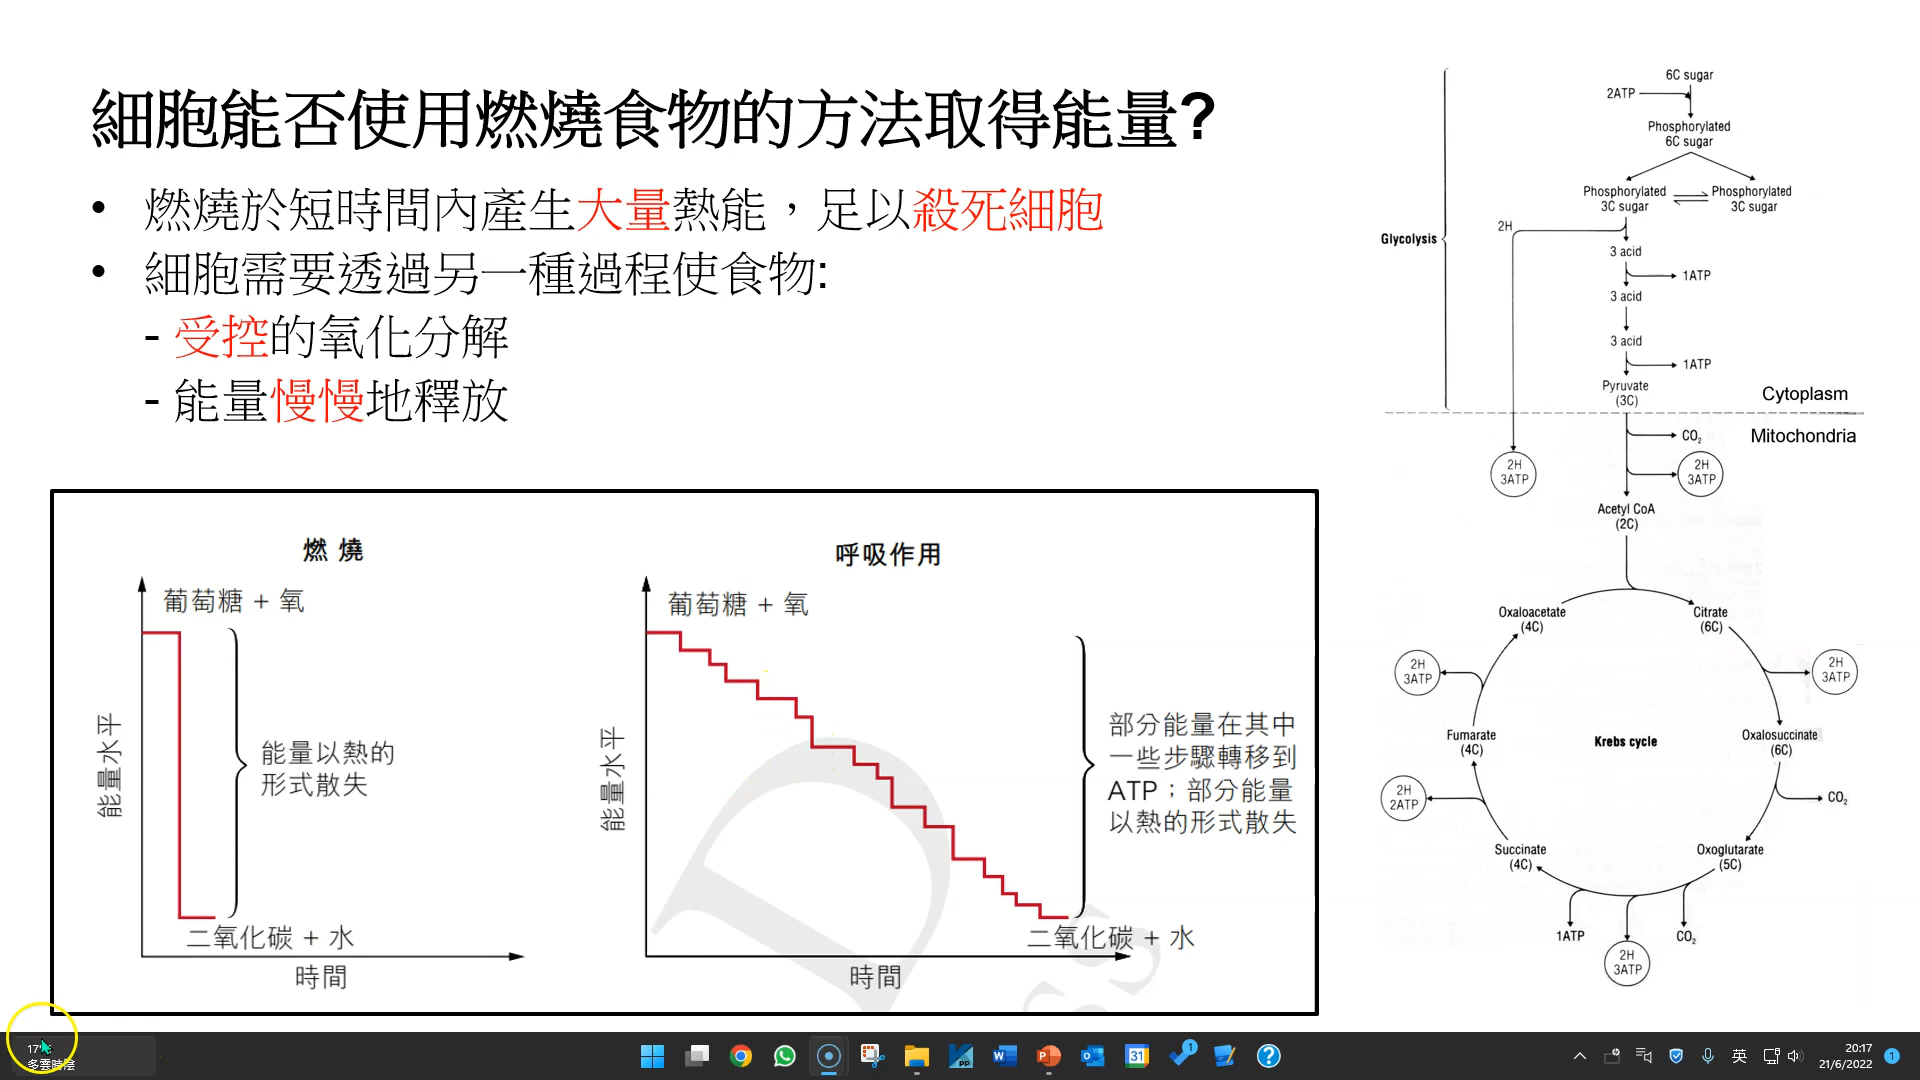 細胞能否使用燃燒食物的方法取得能量?
• 燃燒於短時間內產生大量熱能，足以殺死細胞
• 細胞需要透過另一種過程使食物:
- 受控的氧化分解
- 能量慢慢地釋放
燃 燒
葡萄糖 + 氧
能量水平
能量以熱的
形式散失
二氧化碳 + 水
時間
呼吸作用
葡萄糖 + 氧
能量水平
部分能量在其中
一些步驟轉移到
ATP；部分能量
以熱的形式散失
二氧化碳 + 水
時間
6C sugar
2ATP
Phosphorylated
6C sugar
Phosphorylated
3C sugar
Phosphorylated
3C sugar
2H
Glycolysis
3 acid
1ATP
3 acid
3 acid
1ATP
Pyruvate
(3C)
Cytoplasm
Mitochondria
CO₂
2H
3ATP
2H
3ATP
Acetyl CoA
(2C)
Oxaloacetate
(4C)
Citrate
(6C)
2H
3ATP
2H
3ATP
Fumarate
(4C)
Krebs cycle
Oxalosuccinate
(6C)
2H
2ATP
CO₂
Succinate
(4C)
Oxoglutarate
(5C)
1ATP
CO₂
2H
3ATP
多雲時陰
31
1
英
20:17
21/6/2022
1